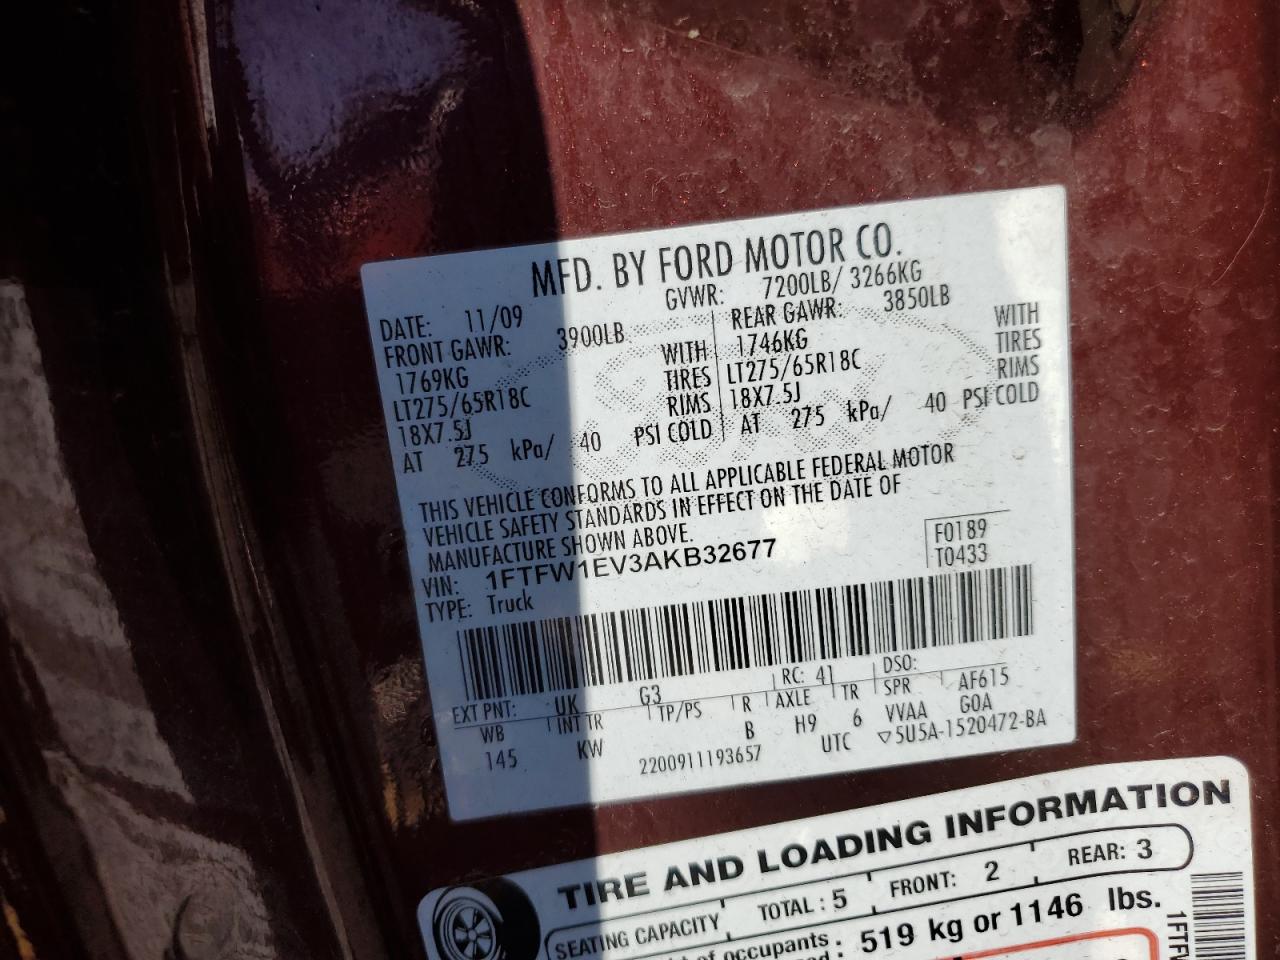 MFD. BY FORD MOTOR CO.
DATE: 11/09 GVWR: 7200LB/ 3266KG
FRONT GAWR: 3900LB REAR GAWR: 3850LB
1769KG WITH 1746KG WITH
LT275/65R18C TIRES LT275/65R18C TIRES
18X7.5J RIMS 18X7.5J RIMS
AT 275 kPa/ 40 PSI COLD AT 275 kPa/ 40 PSI COLD
THIS VEHICLE CONFORMS TO ALL APPLICABLE FEDERAL MOTOR
VEHICLE SAFETY STANDARDS IN EFFECT ON THE DATE OF
MANUFACTURE SHOWN ABOVE.
VIN: 1FTFW1EV3AKB32677 F0189
TYPE: Truck T0433
EXT PNT: UK G3 RC: 41 DSO:
WB INT TR TP/PS R AXLE TR SPR AF615
145 KW B H9 6 VVAA GOA
2200911193657 UTC ▽5U5A-1520472-BA
TIRE AND LOADING INFORMATION
SEATING CAPACITY TOTAL: 5 FRONT: 2 REAR: 3
of occupants : 519 kg or 1146 lbs.
1FTF